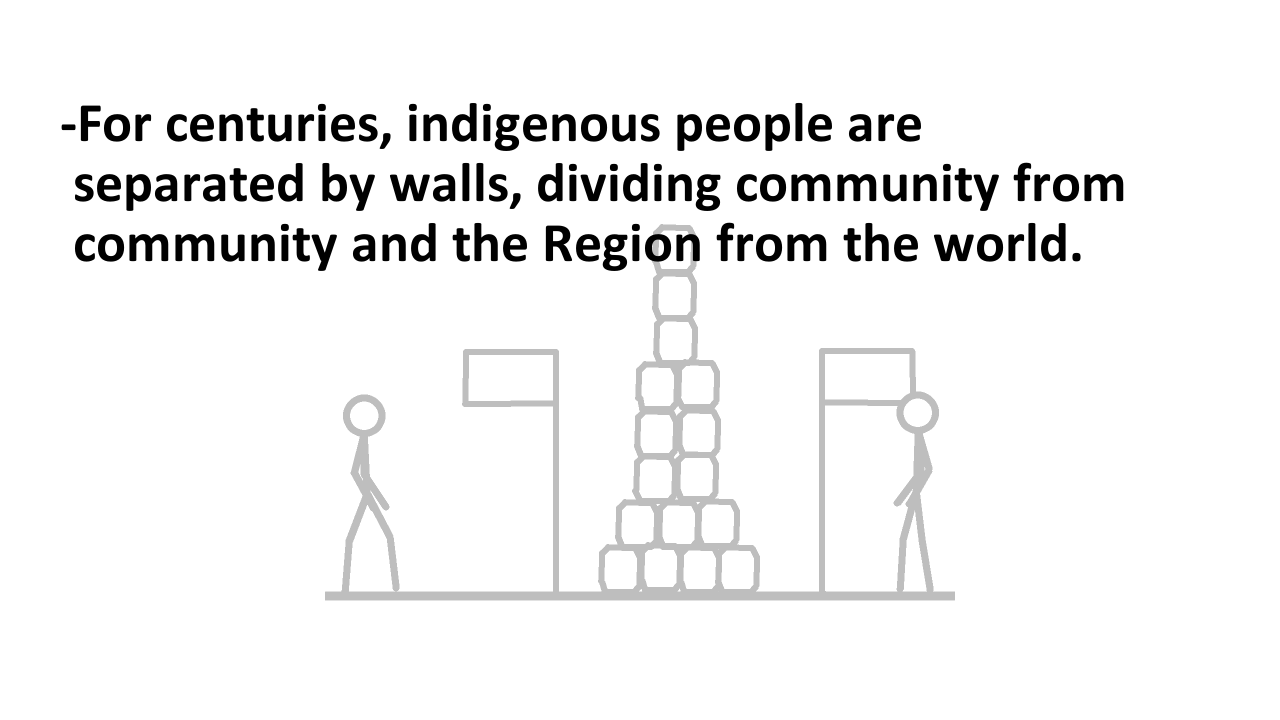 -For centuries, indigenous people are
separated by walls, dividing community from
community and the Region from the world.